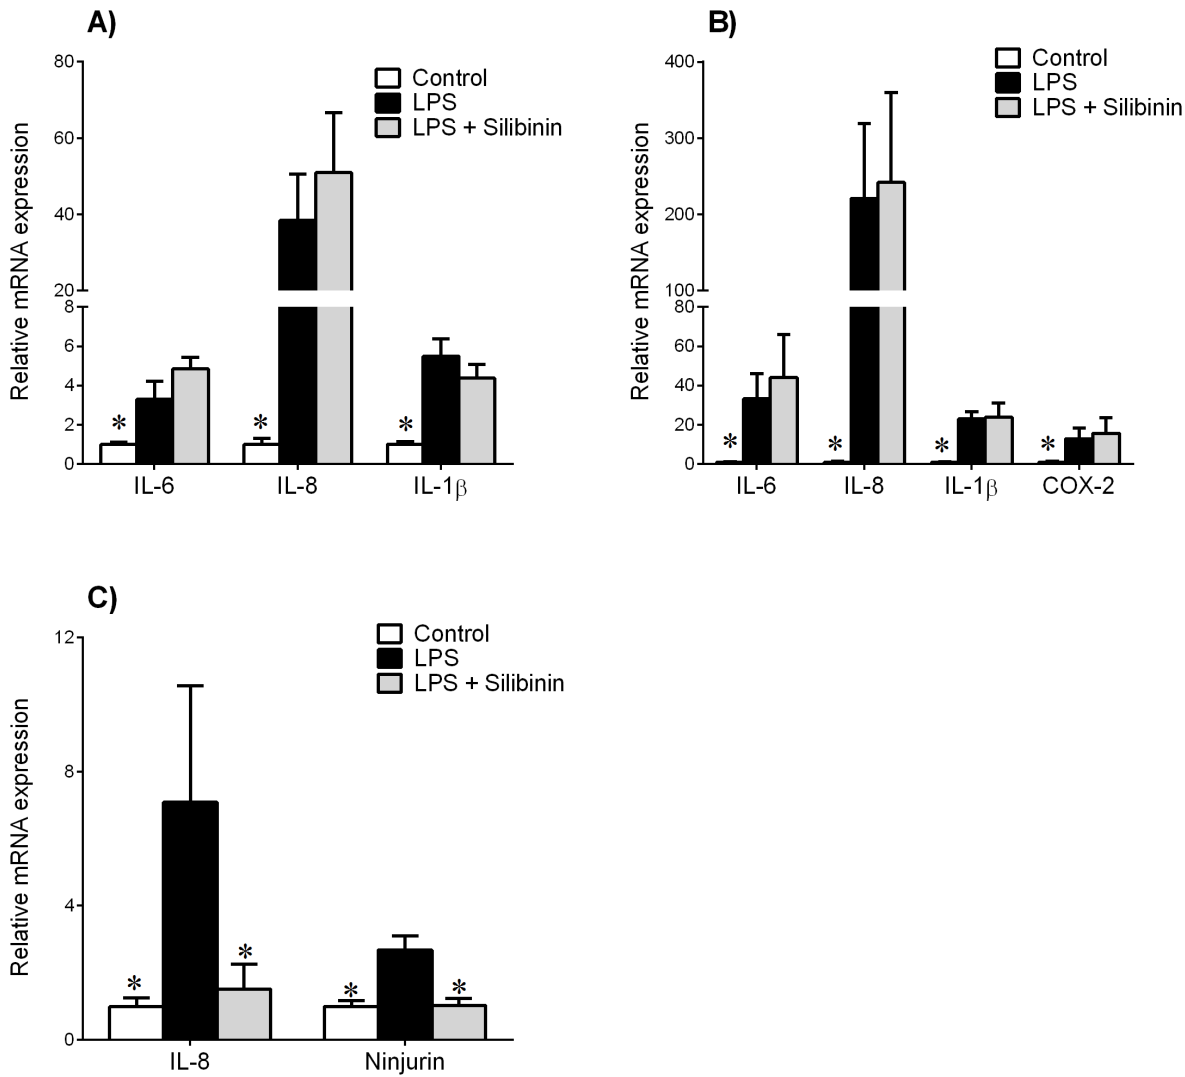 A)
Relative mRNA expression
80
60
40
20
8
6
4
2
0
Control
LPS
LPS + Silibinin
*
*
*
IL-6
IL-8
IL-1β
B)
Relative mRNA expression
400
300
200
100
80
60
40
20
0
Control
LPS
LPS + Silibinin
*
*
*
*
IL-6
IL-8
IL-1β
COX-2
C)
Relative mRNA expression
12
8
4
0
Control
LPS
LPS + Silibinin
*
*
*
*
IL-8
Ninjurin